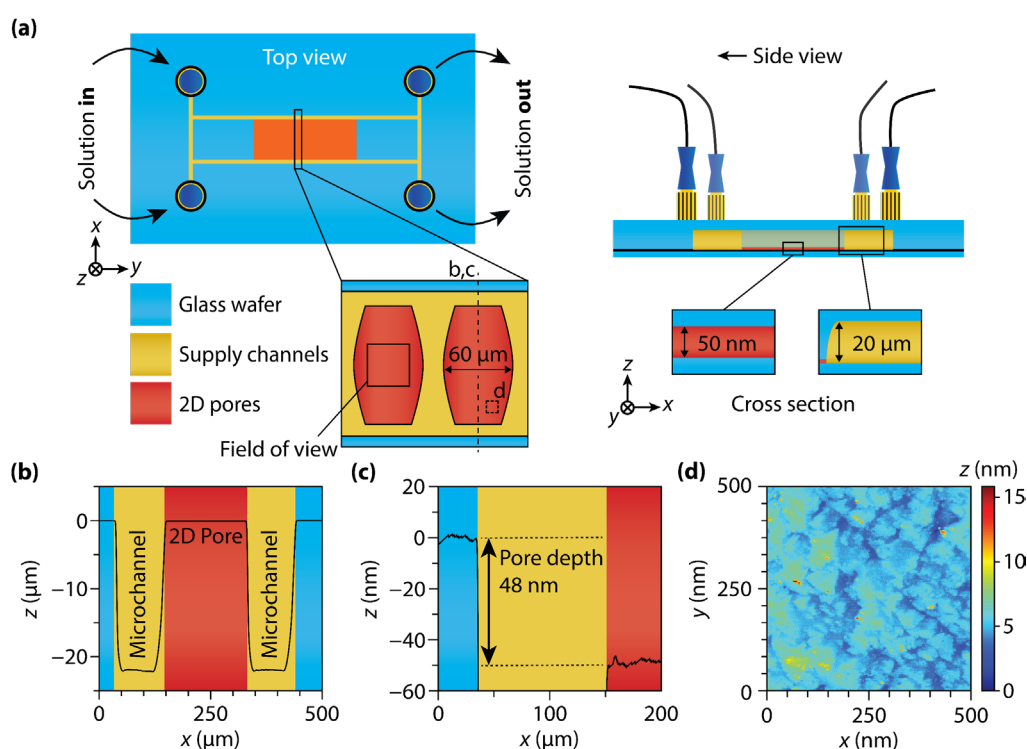 (a)
Top view
Solution in
Solution out
Side view
x
z
y
Glass wafer
Supply channels
2D pores
b,c
60 μm
d
Field of view
50 nm
20 μm
z
y
x
Cross section
(b)
z (μm)
0
−10
−20
Microchannel
2D Pore
Microchannel
0
250
500
x (μm)
(c)
z (nm)
20
0
−20
−40
−60
Pore depth
48 nm
0
100
200
x (μm)
(d)
z (nm)
y (nm)
500
250
0
0
250
500
x (nm)
15
10
5
0